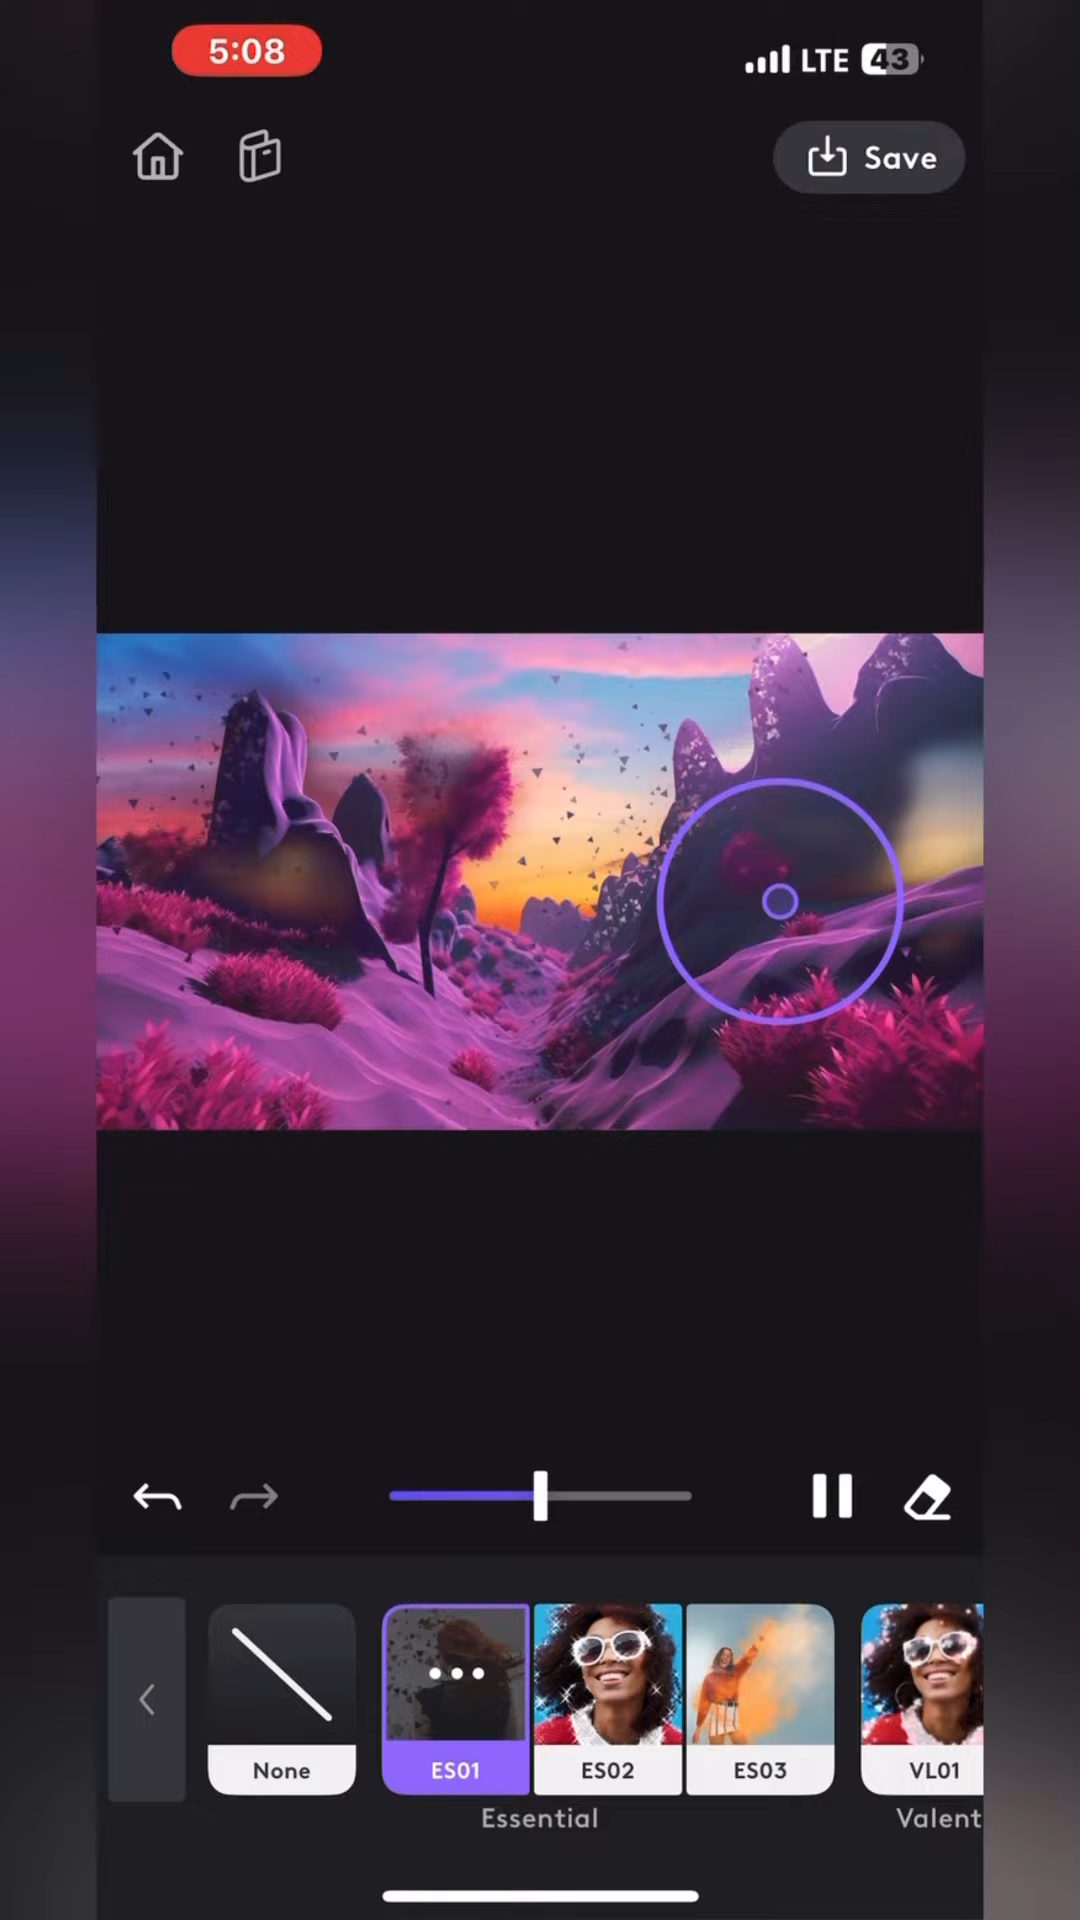 5:08
LTE 43
Save
None
ES01
ES02
ES03
VL01
Essential
Valent